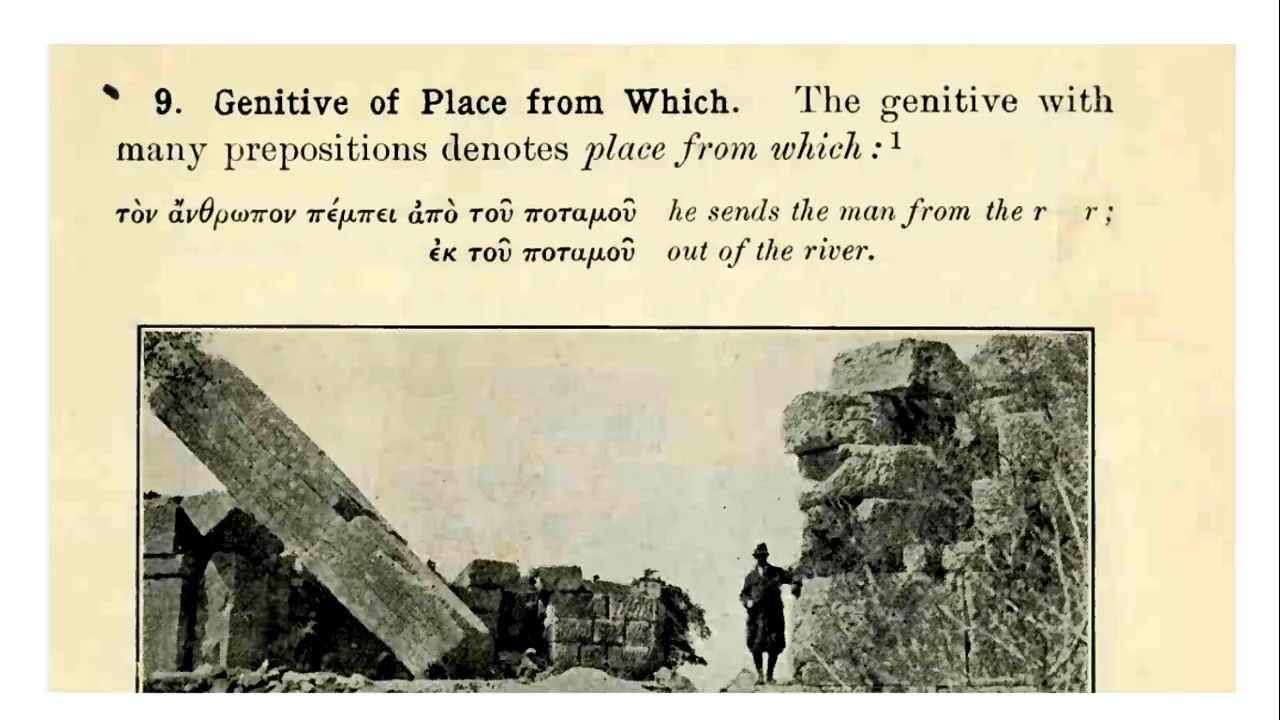 9. Genitive of Place from Which. The genitive with
many prepositions denotes place from which :¹
τὸν ἄνθρωπον πέμπει ἀπὸ τοῦ ποταμοῦ he sends the man from the r r ;
ἐκ τοῦ ποταμοῦ out of the river.